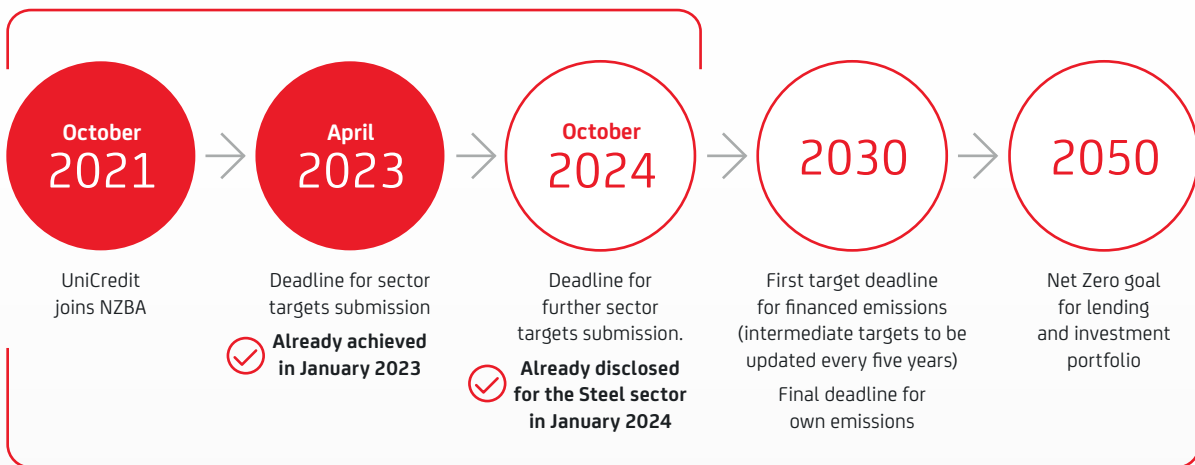 October
2021
UniCredit
joins NZBA
April
2023
Deadline for sector
targets submission
Already achieved
in January 2023
October
2024
Deadline for
further sector
targets submission.
Already disclosed
for the Steel sector
in January 2024
2030
First target deadline
for financed emissions
(intermediate targets to be
updated every five years)
Final deadline for
own emissions
2050
Net Zero goal
for lending
and investment
portfolio